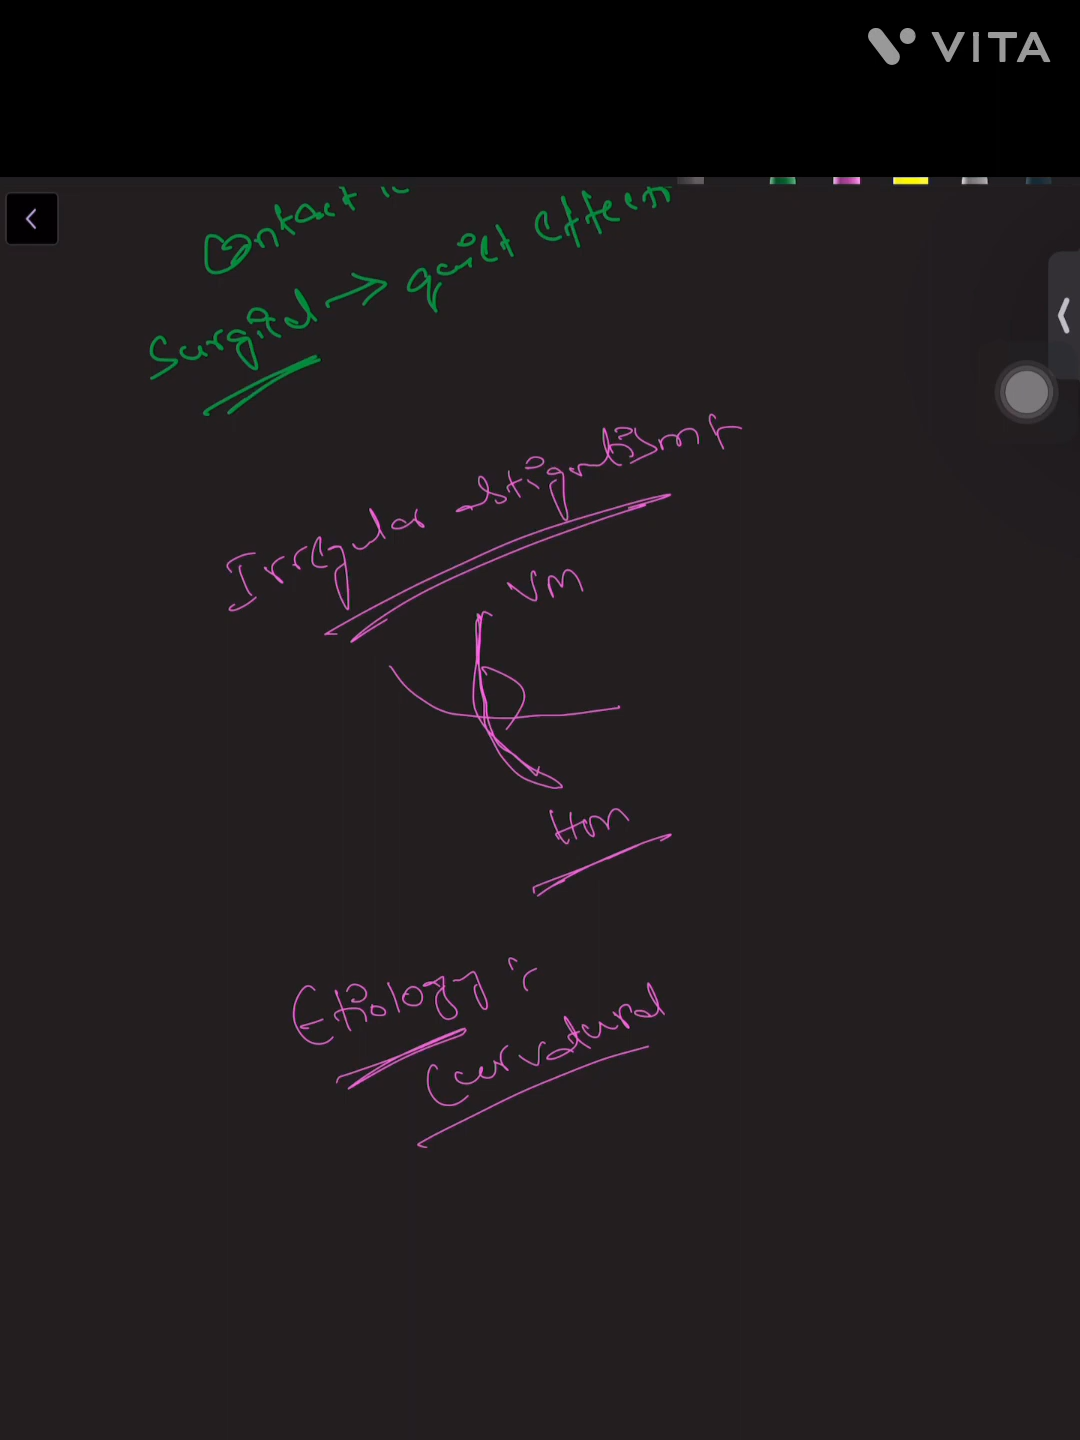 VITA
Contact
Surgical → quiet effect
Irregular astigmatism
VM
Hm
Etiology:
Curvatural